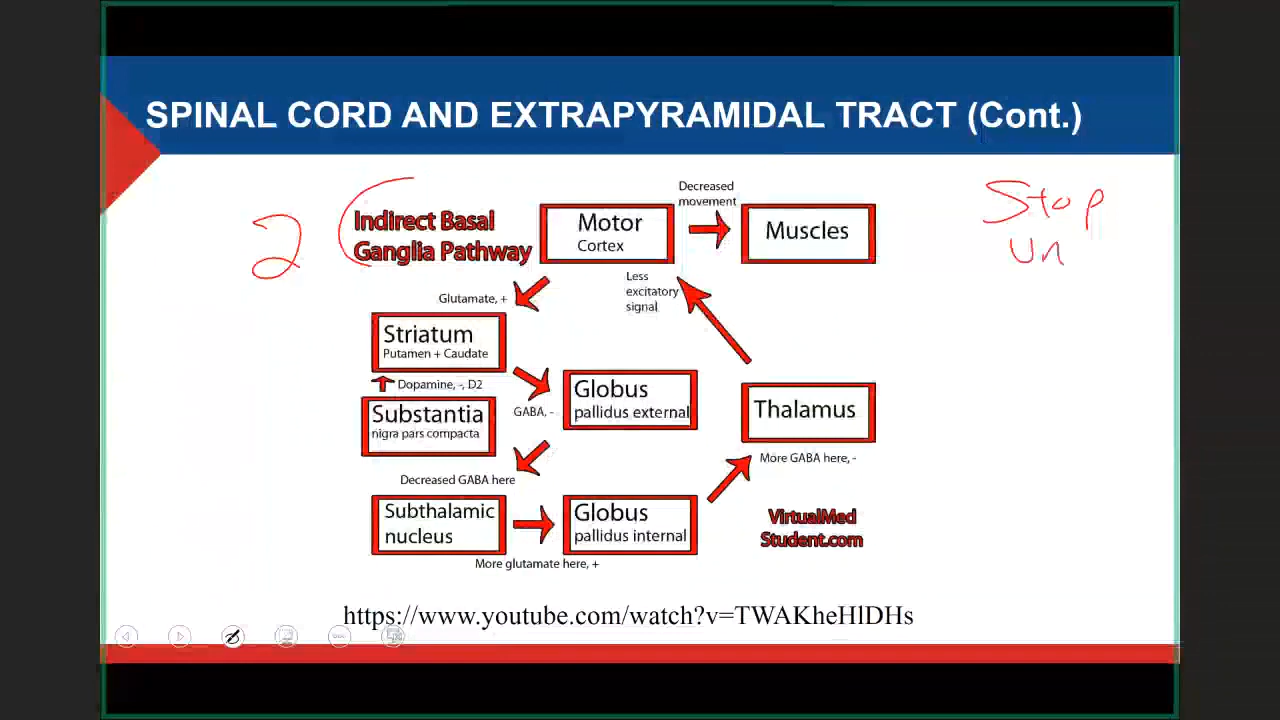 SPINAL CORD AND EXTRAPYRAMIDAL TRACT (Cont.)
2
Indirect Basal
Ganglia Pathway
Motor
Cortex
Decreased
movement
Muscles
Stop
Un
Less
excitatory
signal
Glutamate, +
Striatum
Putamen + Caudate
Dopamine, -, D2
Substantia
nigra pars compacta
GABA, -
Globus
pallidus external
Thalamus
More GABA here, -
Decreased GABA here
Subthalamic
nucleus
Globus
pallidus internal
More glutamate here, +
VirtualMed
Student.com
https://www.youtube.com/watch?v=TWAKheHlDHs